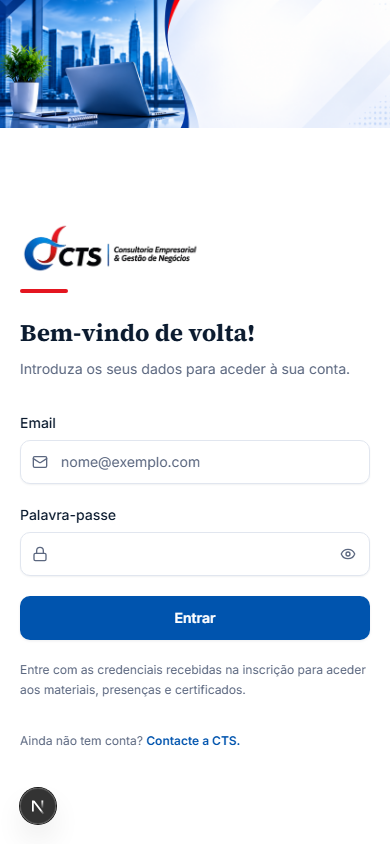 CTS
Consultoria Empresarial
& Gestão de Negócios
Bem-vindo de volta!
Introduza os seus dados para aceder à sua conta.
Email
nome@exemplo.com
Palavra-passe
Entrar
Entre com as credenciais recebidas na inscrição para aceder
aos materiais, presenças e certificados.
Ainda não tem conta? Contacte a CTS.
N